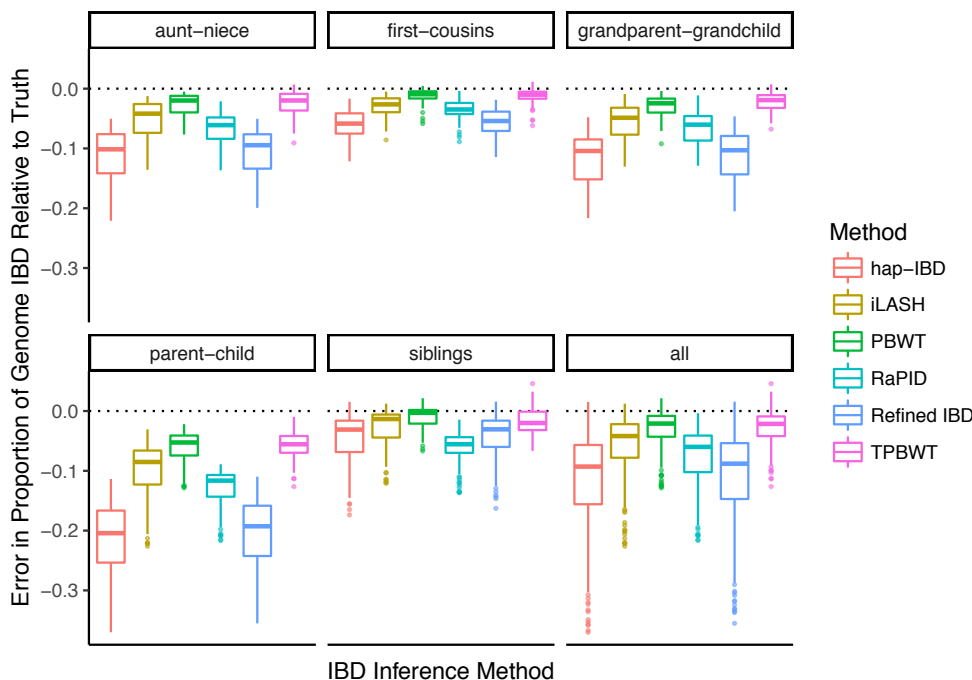 aunt−niece
first−cousins
grandparent−grandchild
0.0
−0.1
−0.2
−0.3
parent−child
siblings
all
0.0
−0.1
−0.2
−0.3
Error in Proportion of Genome IBD Relative to Truth
IBD Inference Method
Method
hap−IBD
iLASH
PBWT
RaPID
Refined IBD
TPBWT